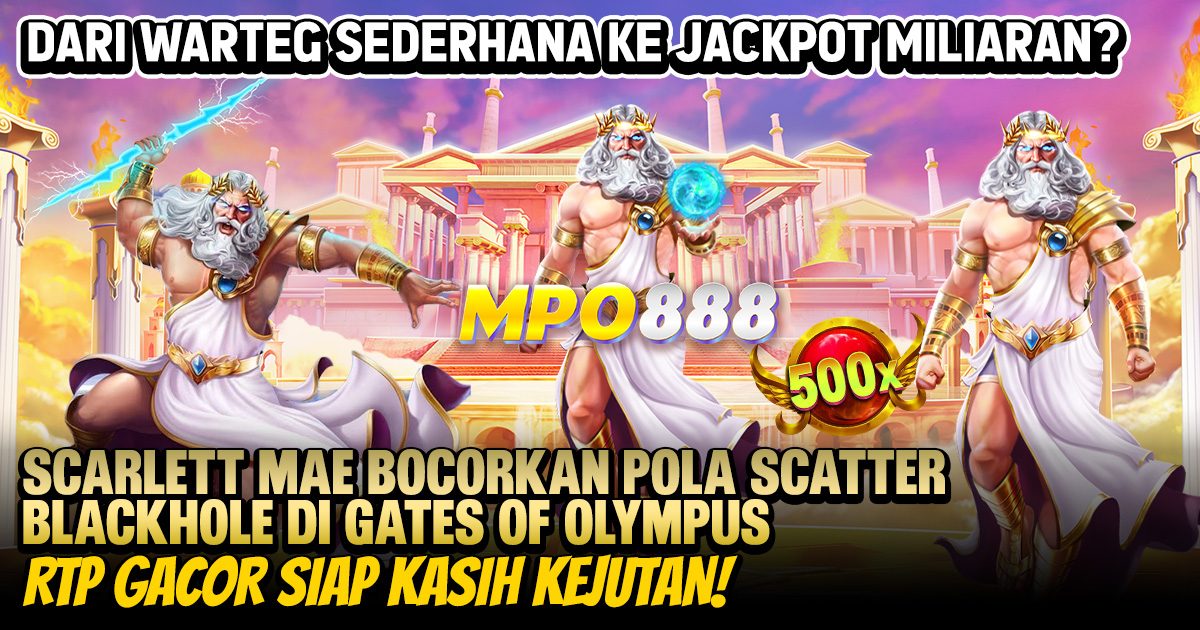 DARI WARTEG SEDERHANA KE JACKPOT MILIARAN?
MPO888
500x
SCARLETT MAE BOCORKAN POLA SCATTER
BLACKHOLE DI GATES OF OLYMPUS
RTP GACOR SIAP KASIH KEJUTAN!